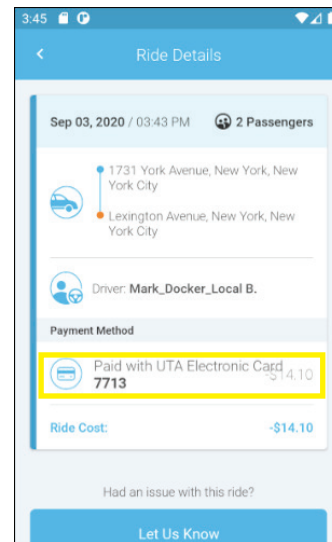 3:45
Ride Details
Sep 03, 2020 / 03:43 PM 2 Passengers
1731 York Avenue, New York, New
York City
Lexington Avenue, New York, New
York City
Driver: Mark_Docker_Local B.
Payment Method
Paid with UTA Electronic Card -$14.10
7713
Ride Cost: -$14.10
Had an issue with this ride?
Let Us Know